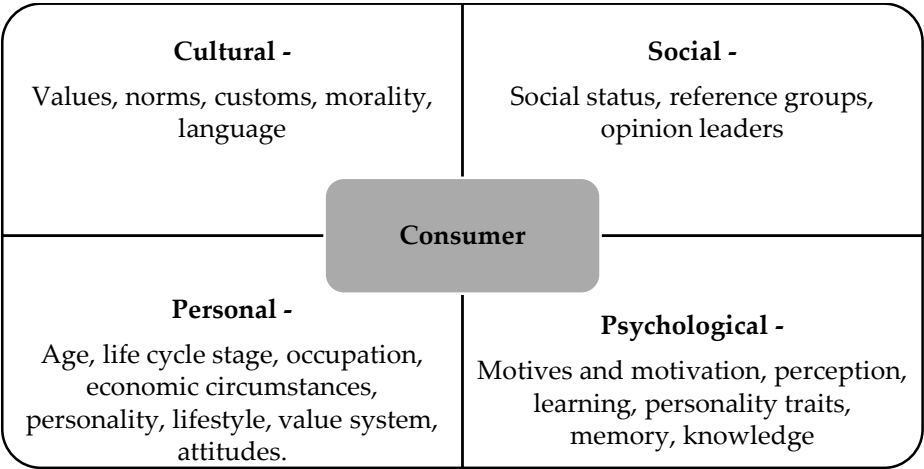 Cultural -
Values, norms, customs, morality,
language
Social -
Social status, reference groups,
opinion leaders
Consumer
Personal -
Age, life cycle stage, occupation,
economic circumstances,
personality, lifestyle, value system,
attitudes.
Psychological -
Motives and motivation, perception,
learning, personality traits,
memory, knowledge